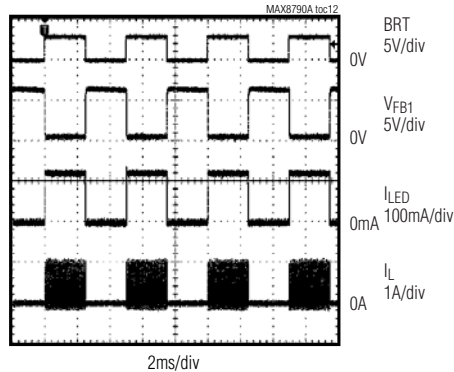 MAX8790A toc12
BRT
5V/div
0V
VFB1
5V/div
0V
ILED
100mA/div
0mA
IL
1A/div
0A
2ms/div